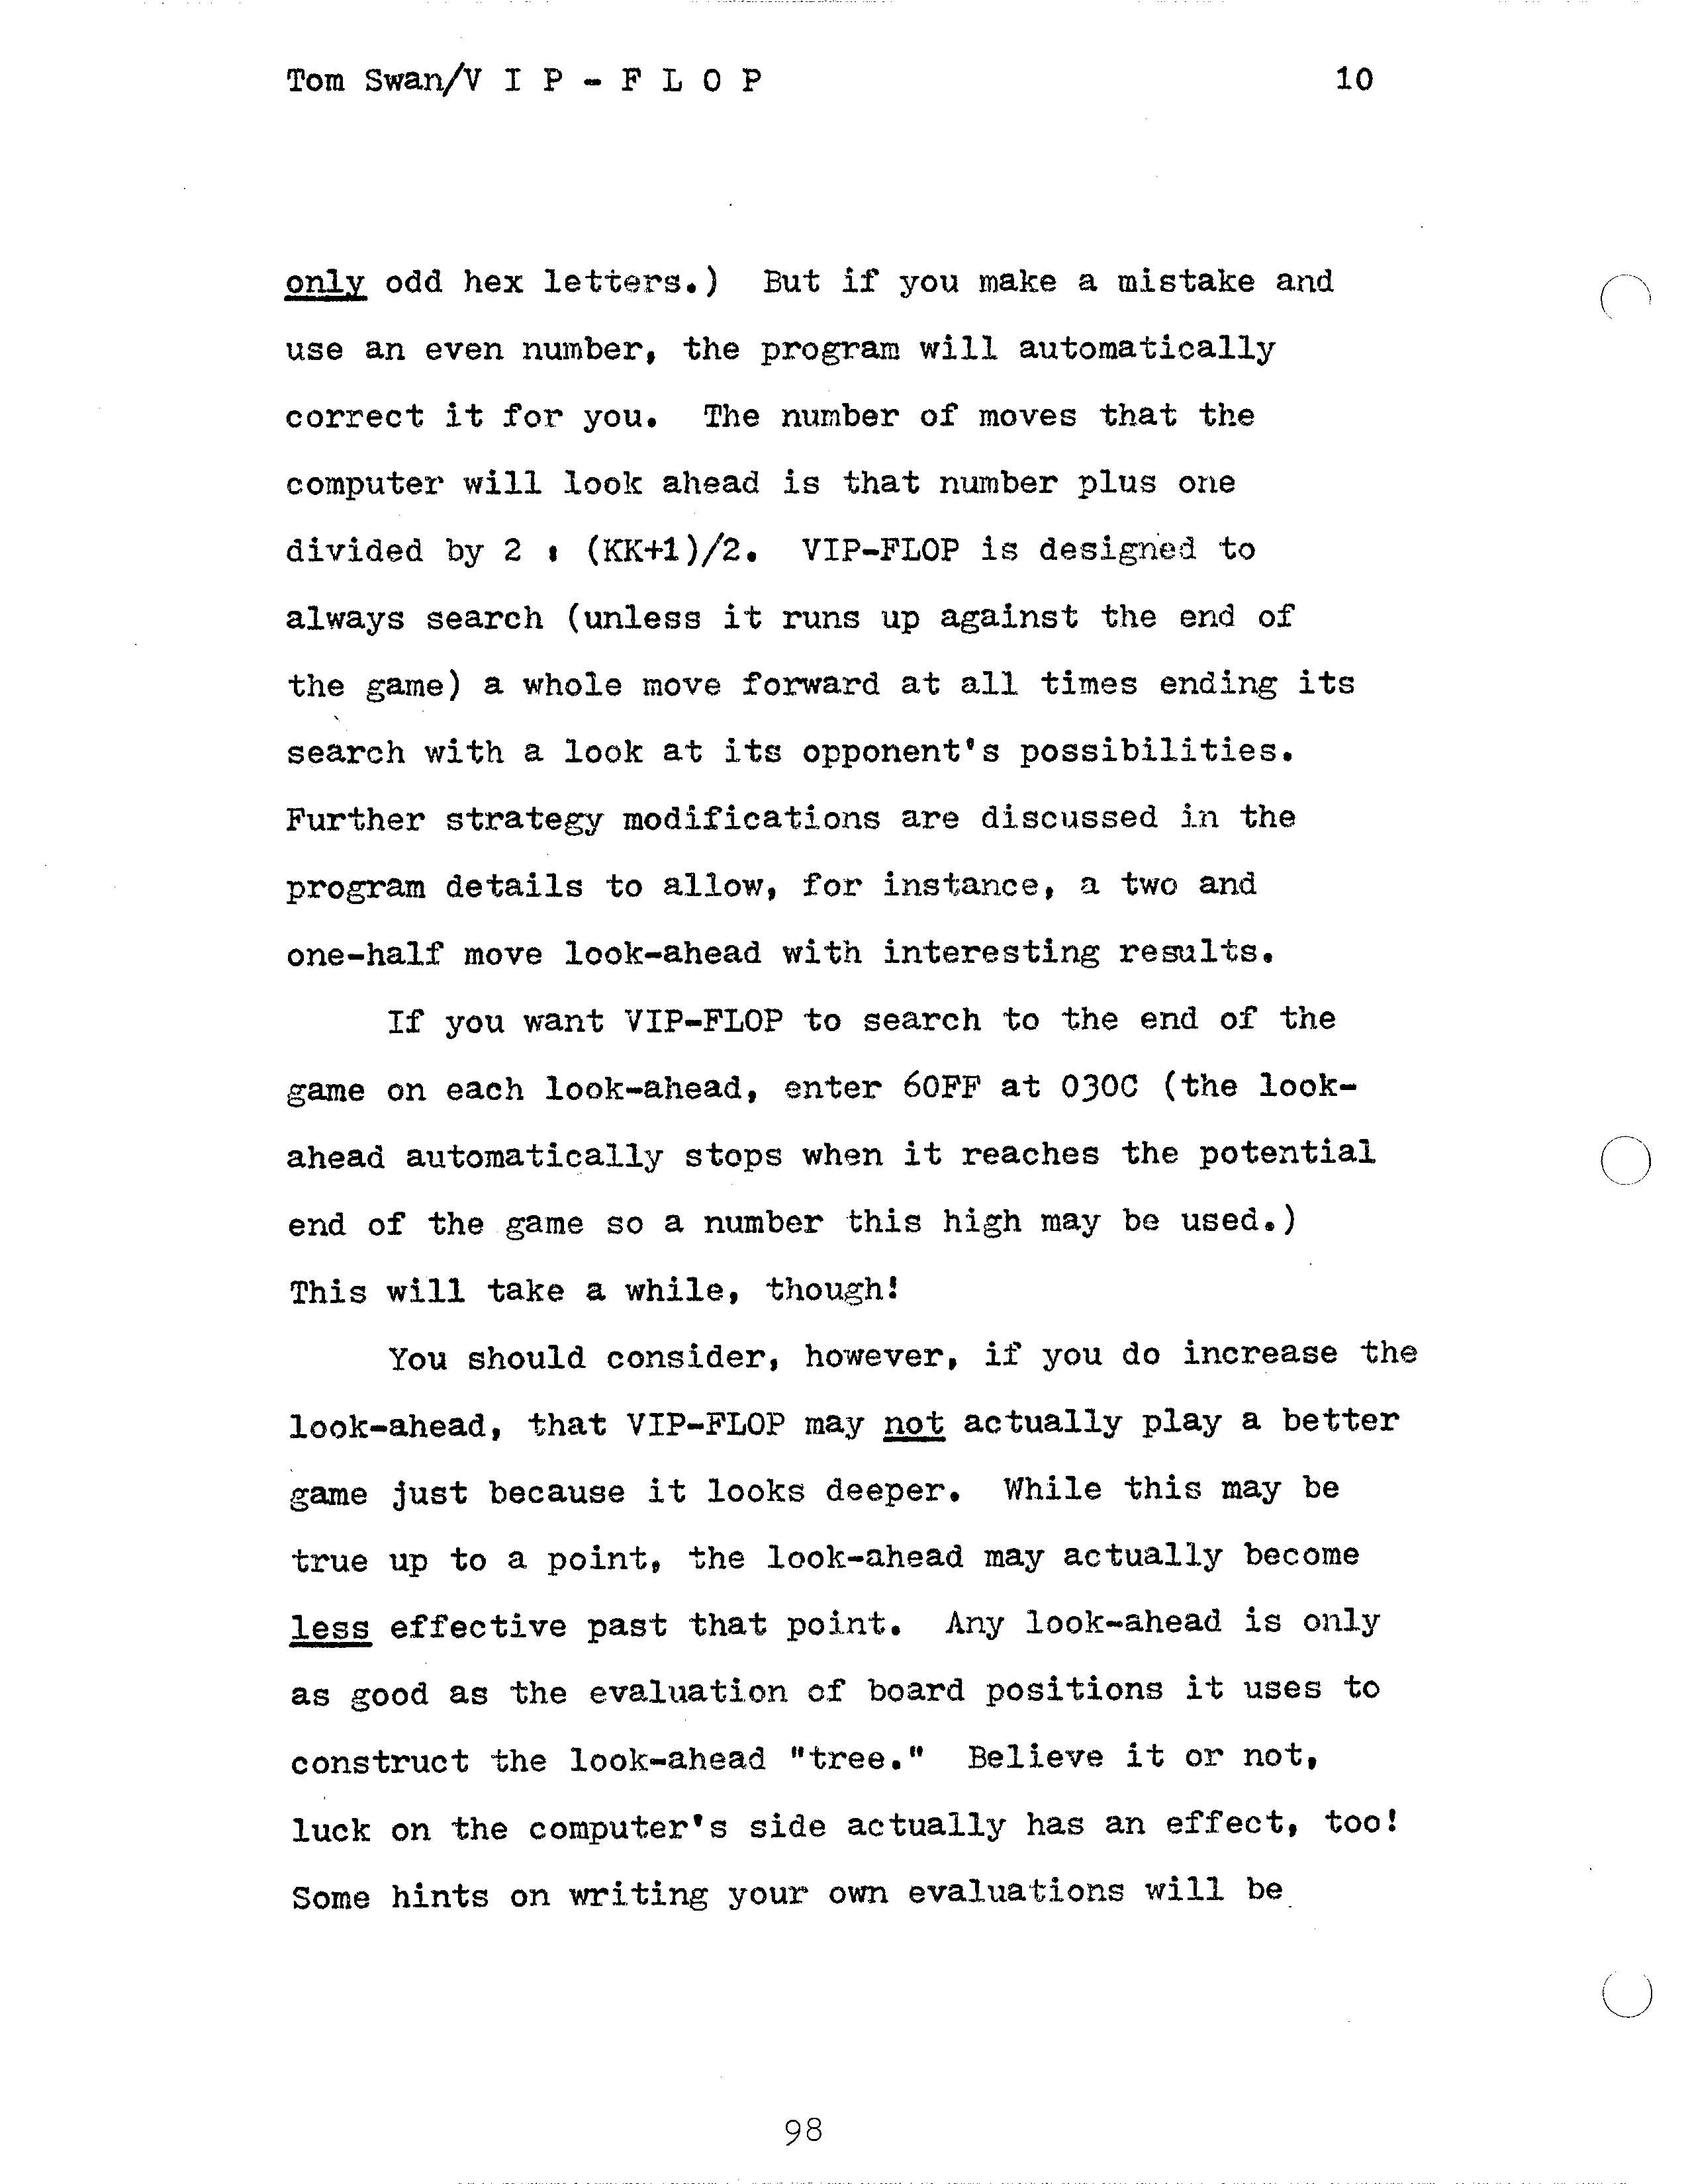 Tom Swan/V I P - F L O P 10
only odd hex letters.) But if you make a mistake and
use an even number, the program will automatically
correct it for you. The number of moves that the
computer will look ahead is that number plus one
divided by 2 : (KK+1)/2. VIP-FLOP is designed to
always search (unless it runs up against the end of
the game) a whole move forward at all times ending its
search with a look at its opponent's possibilities.
Further strategy modifications are discussed in the
program details to allow, for instance, a two and
one-half move look-ahead with interesting results.
If you want VIP-FLOP to search to the end of the
game on each look-ahead, enter 60FF at 030C (the look-
ahead automatically stops when it reaches the potential
end of the game so a number this high may be used.)
This will take a while, though!
You should consider, however, if you do increase the
look-ahead, that VIP-FLOP may not actually play a better
game just because it looks deeper. While this may be
true up to a point, the look-ahead may actually become
less effective past that point. Any look-ahead is only
as good as the evaluation of board positions it uses to
construct the look-ahead "tree." Believe it or not,
luck on the computer's side actually has an effect, too!
Some hints on writing your own evaluations will be
98